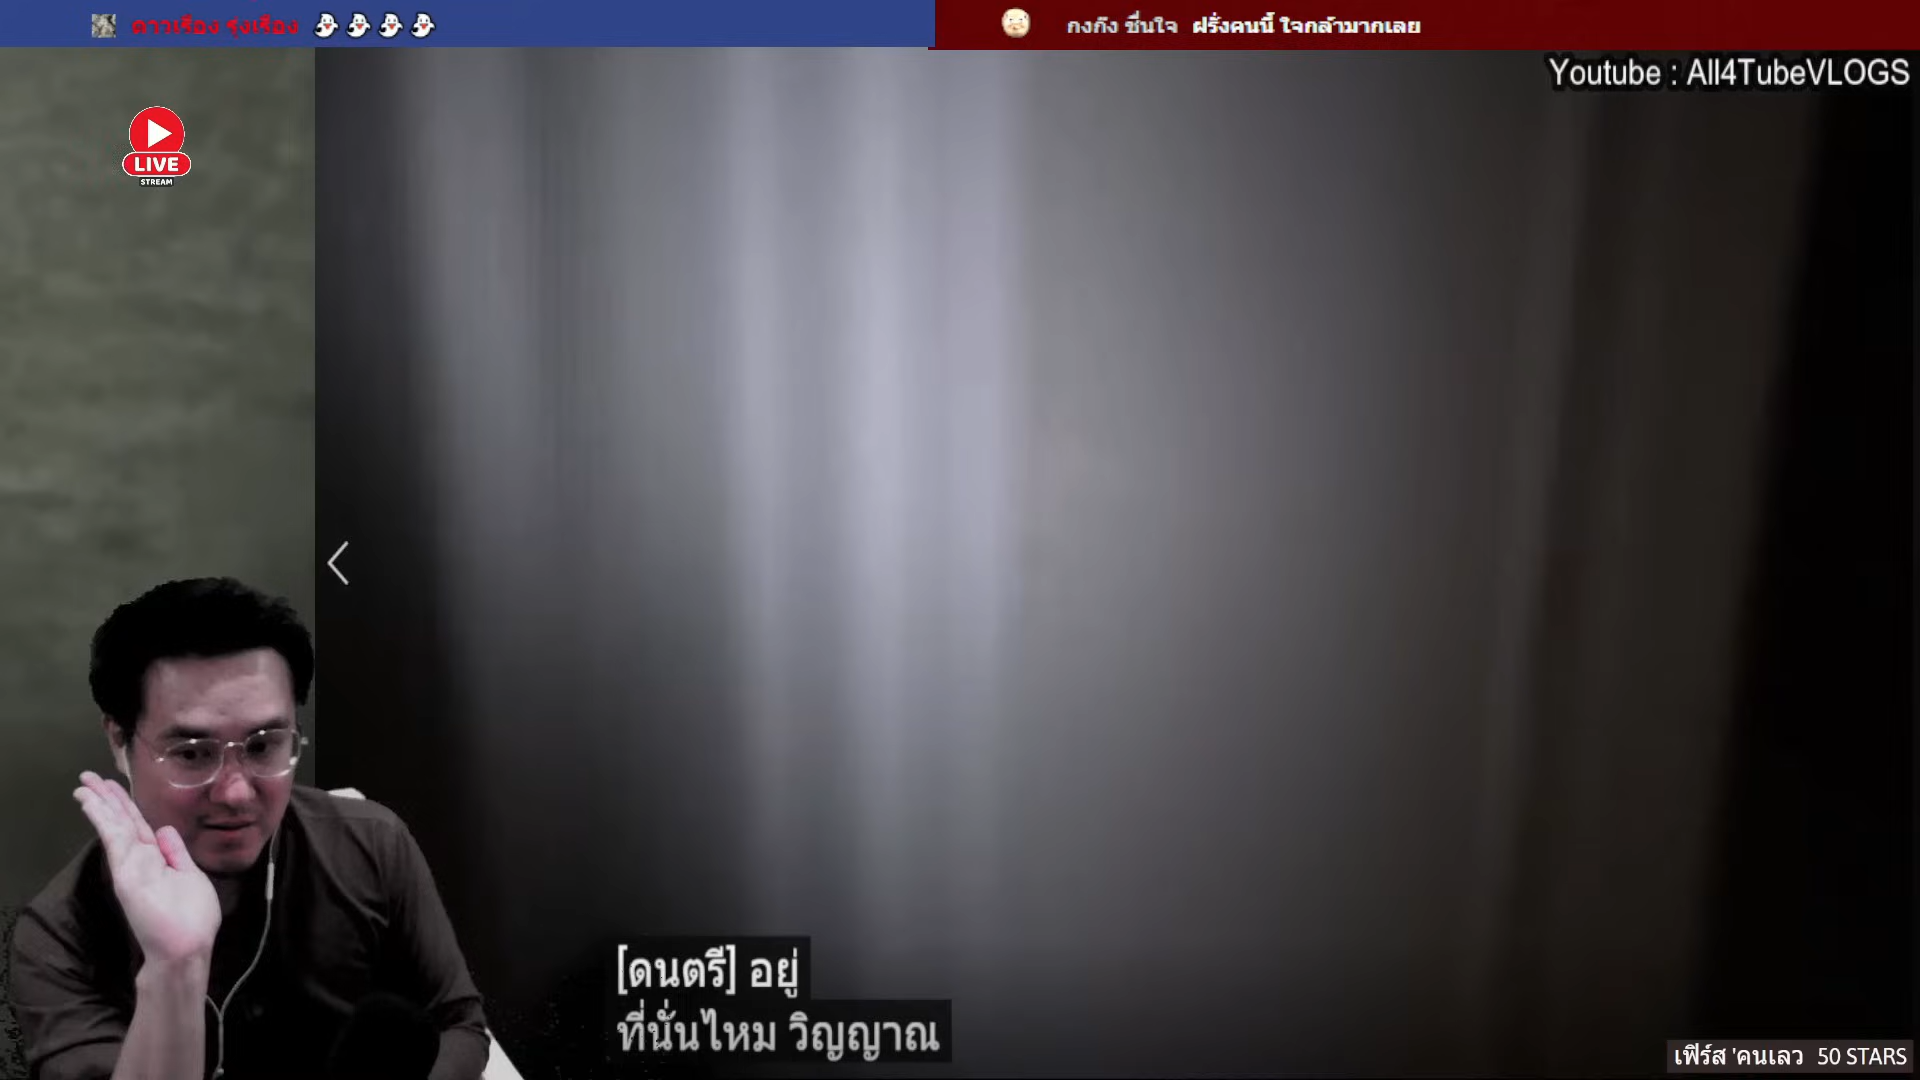 ดาวเรือง รุ่งเรือง
กงกัง ชื่นใจ ฝรั่งคนนี้ ใจกล้ามากเลย
Youtube : All4TubeVLOGS
LIVE
STREAM
[ดนตรี] อยู่
ที่นั่นไหม วิญญาณ
เฟิร์ส 'คนเลว 50 STARS